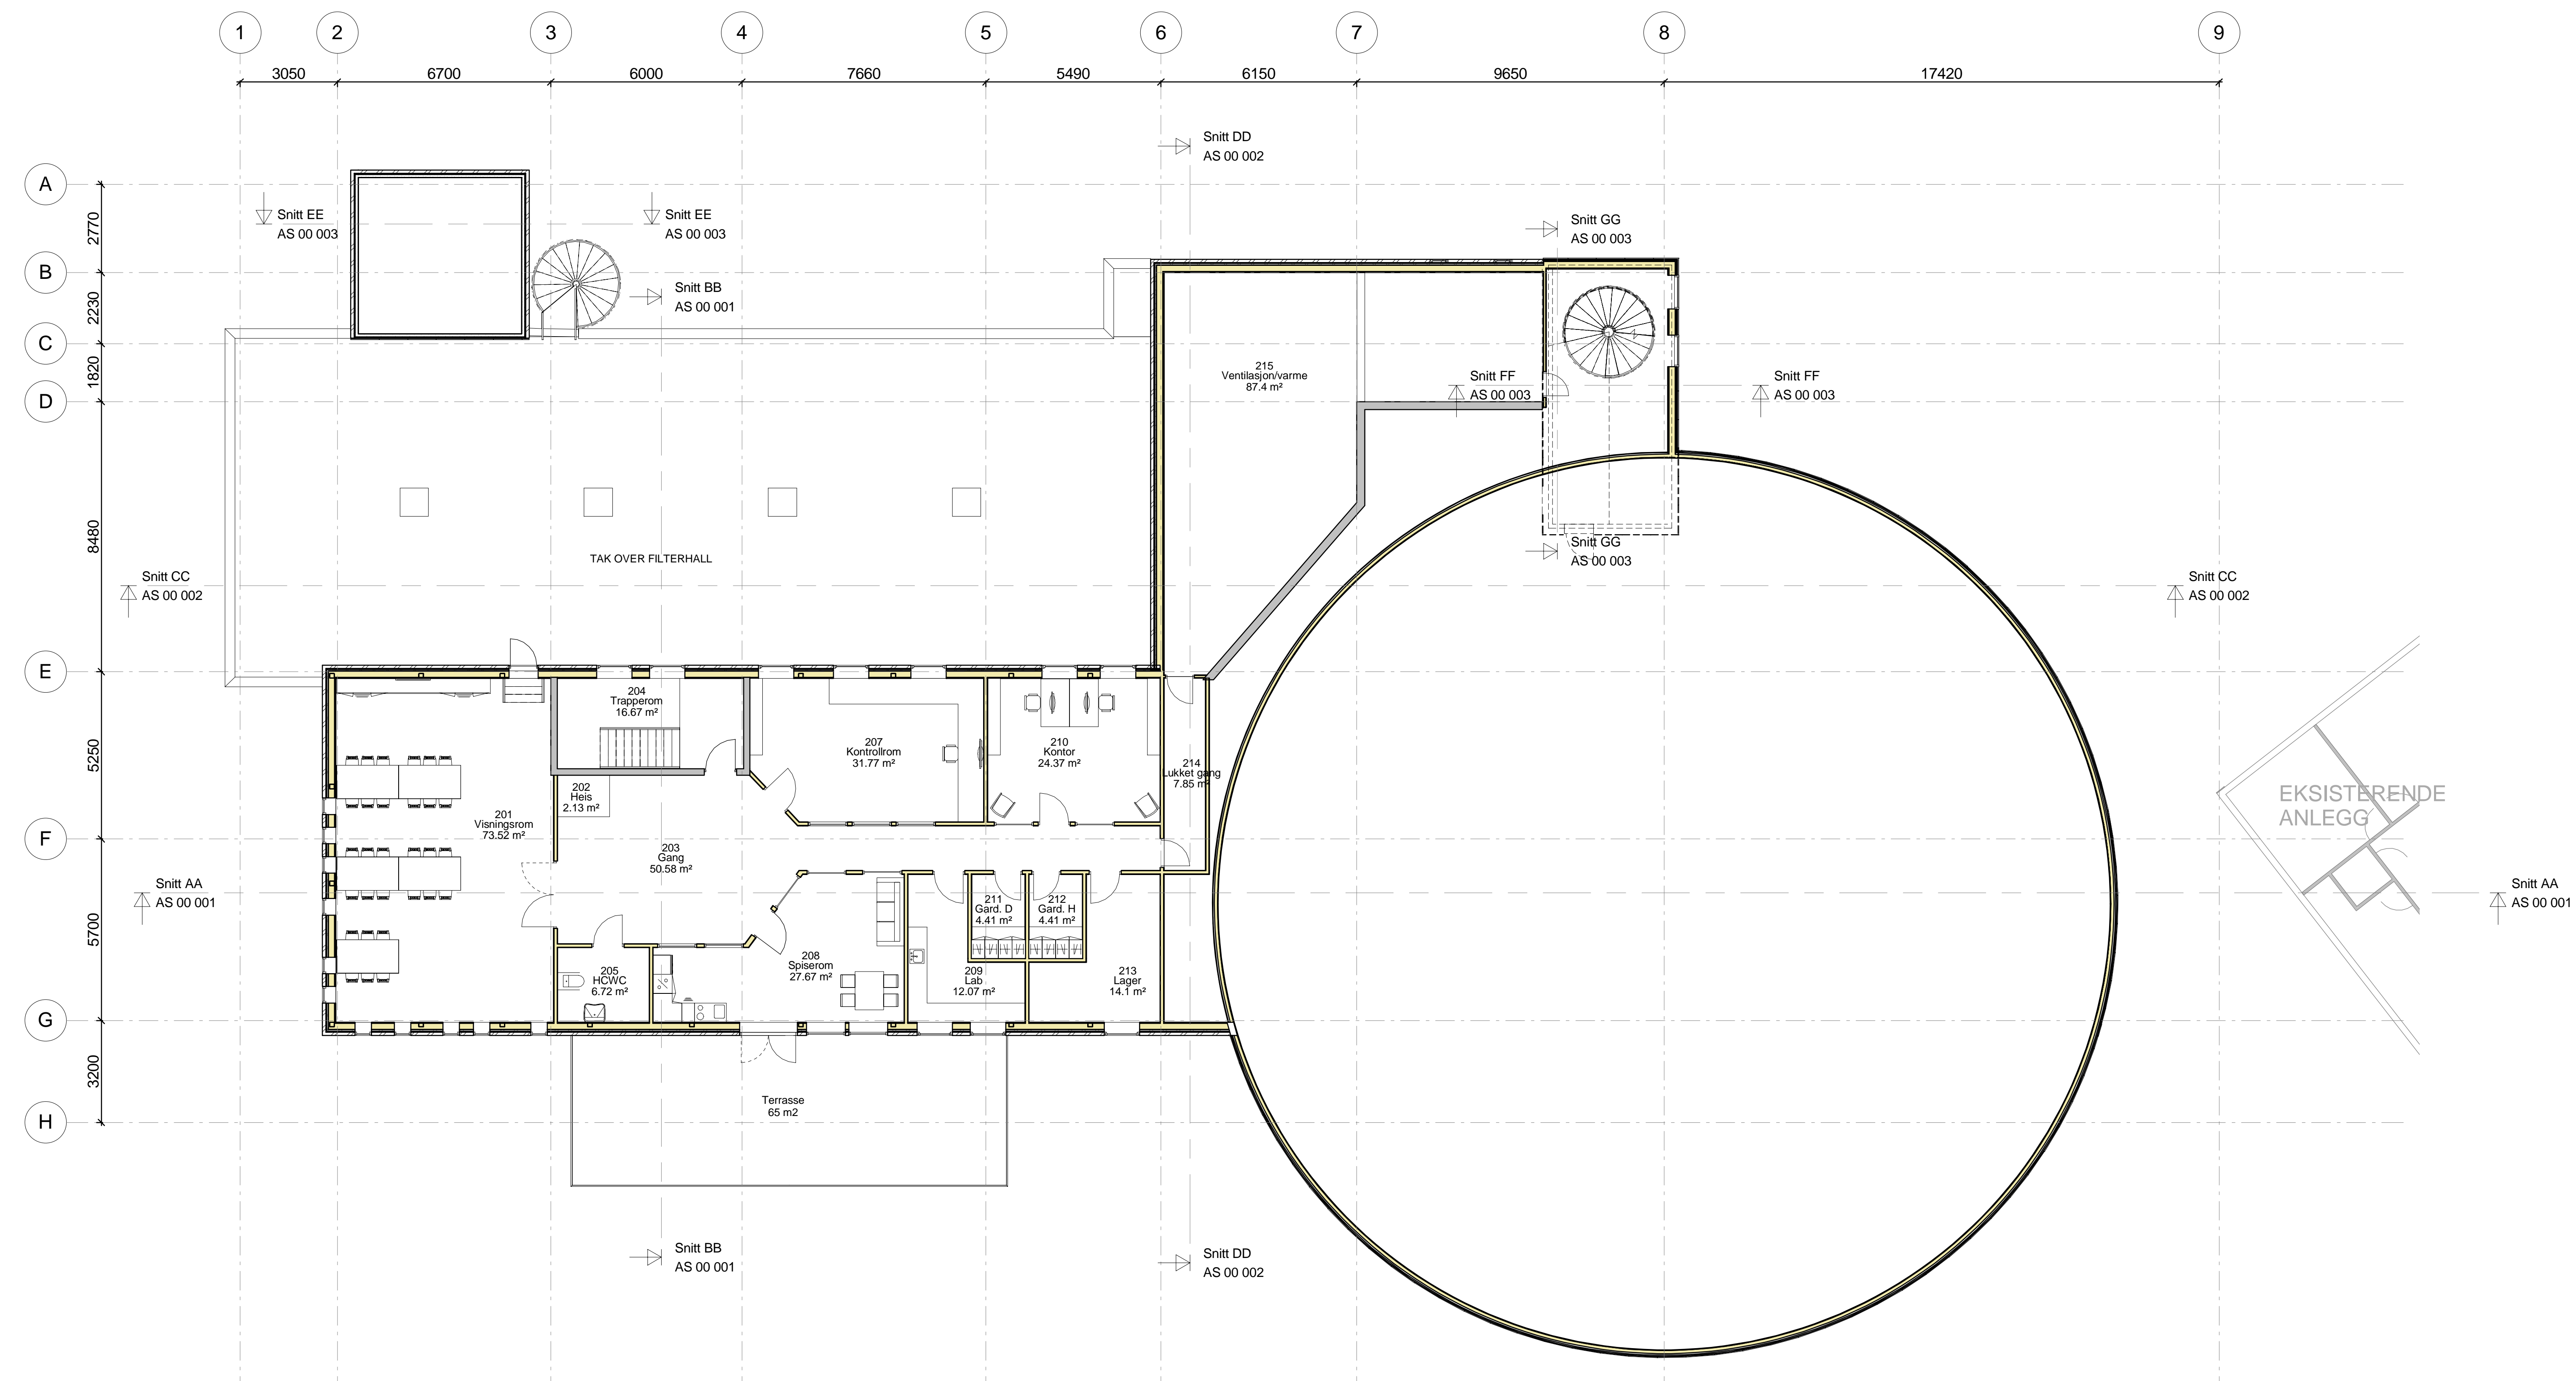 1 2 3 4 5 6 7 8 9
3050 6700 6000 7660 5490 6150 9650 17420
Snitt DD
AS 00 002
A
Snitt EE
AS 00 003
Snitt EE
AS 00 003
Snitt GG
AS 00 003
2770
B
Snitt BB
AS 00 001
2230
C
1820
215
Ventilasjon/varme
87.4 m²
Snitt FF
AS 00 003
Snitt FF
AS 00 003
D
8480
TAK OVER FILTERHALL
Snitt GG
AS 00 003
Snitt CC
AS 00 002
Snitt CC
AS 00 002
E
204
Trapperom
16.67 m²
5250
207
Kontrollrom
31.77 m²
210
Kontor
24.37 m²
214
Lukket gang
7.85 m²
202
Heis
2.13 m²
201
Visningsrom
73.52 m²
EKSISTERENDE
ANLEGG
F
203
Gang
50.58 m²
Snitt AA
AS 00 001
Snitt AA
AS 00 001
211
Gard. D
4.41 m²
212
Gard. H
4.41 m²
5700
205
HCWC
6.72 m²
208
Spiserom
27.67 m²
209
Lab
12.07 m²
213
Lager
14.1 m²
G
3200
Terrasse
65 m2
H
Snitt BB
AS 00 001
Snitt DD
AS 00 002